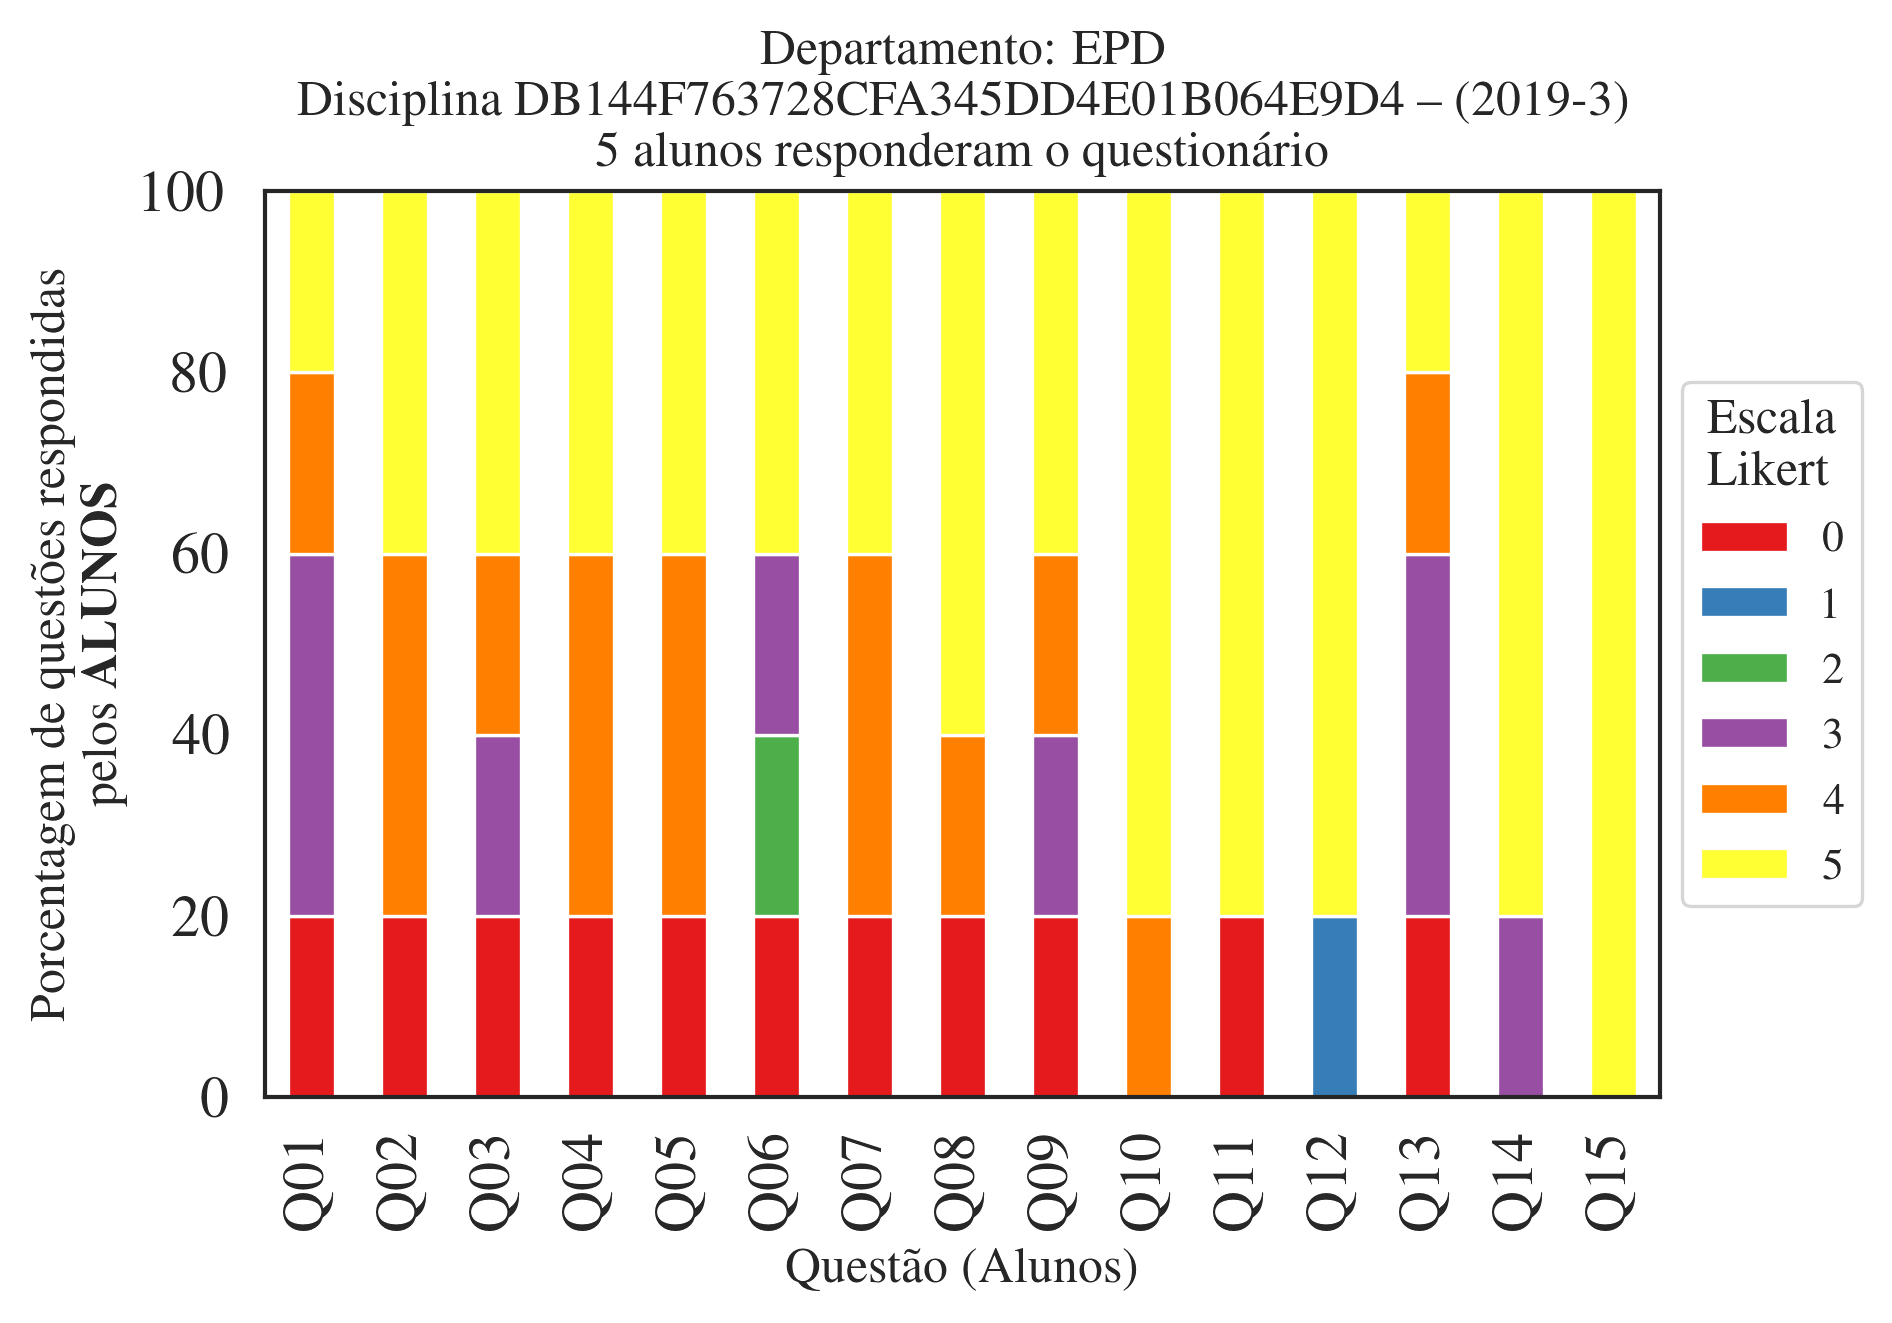 Departamento: EPD
Disciplina DB144F763728CFA345DD4E01B064E9D4 – (2019-3)
5 alunos responderam o questionário
Porcentagem de questões respondidas
pelos ALUNOS
100
80
60
40
20
0
Q01
Q02
Q03
Q04
Q05
Q06
Q07
Q08
Q09
Q10
Q11
Q12
Q13
Q14
Q15
Questão (Alunos)
Escala
Likert
0
1
2
3
4
5